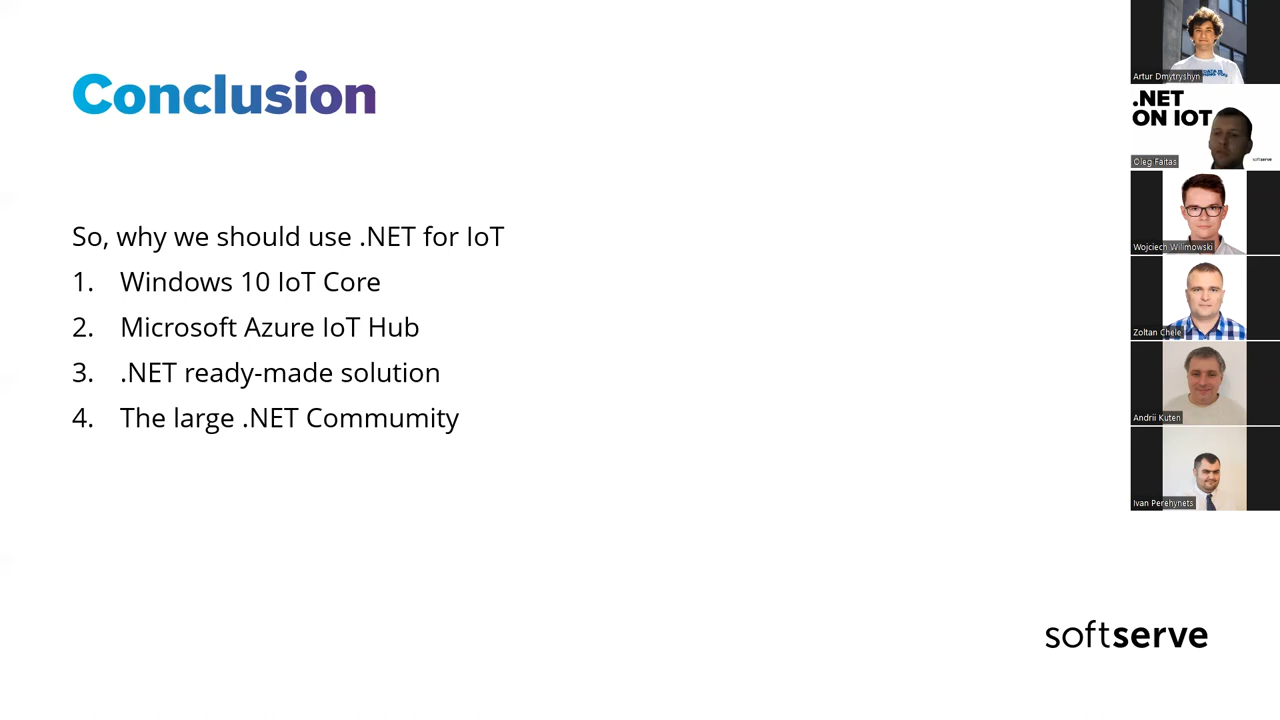 Conclusion
So, why we should use .NET for IoT
1. Windows 10 IoT Core
2. Microsoft Azure IoT Hub
3. .NET ready-made solution
4. The large .NET Commumity
softserve
Artur Dmytryshyn
.NET
ON IOT
softserve
Oleg Faitas
Wojciech Wilimowski
Zoltan Chele
Andrii Kuten
Ivan Perehynets